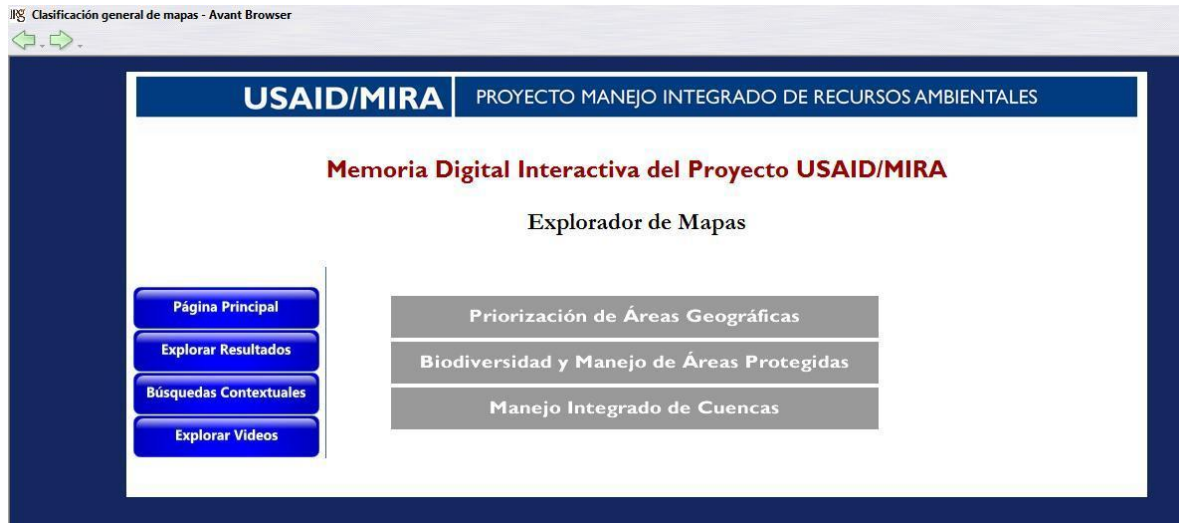 Clasificación general de mapas - Avant Browser
USAID/MIRA PROYECTO MANEJO INTEGRADO DE RECURSOS AMBIENTALES
Memoria Digital Interactiva del Proyecto USAID/MIRA
Explorador de Mapas
Página Principal
Explorar Resultados
Búsquedas Contextuales
Explorar Videos
Priorización de Áreas Geográficas
Biodiversidad y Manejo de Áreas Protegidas
Manejo Integrado de Cuencas